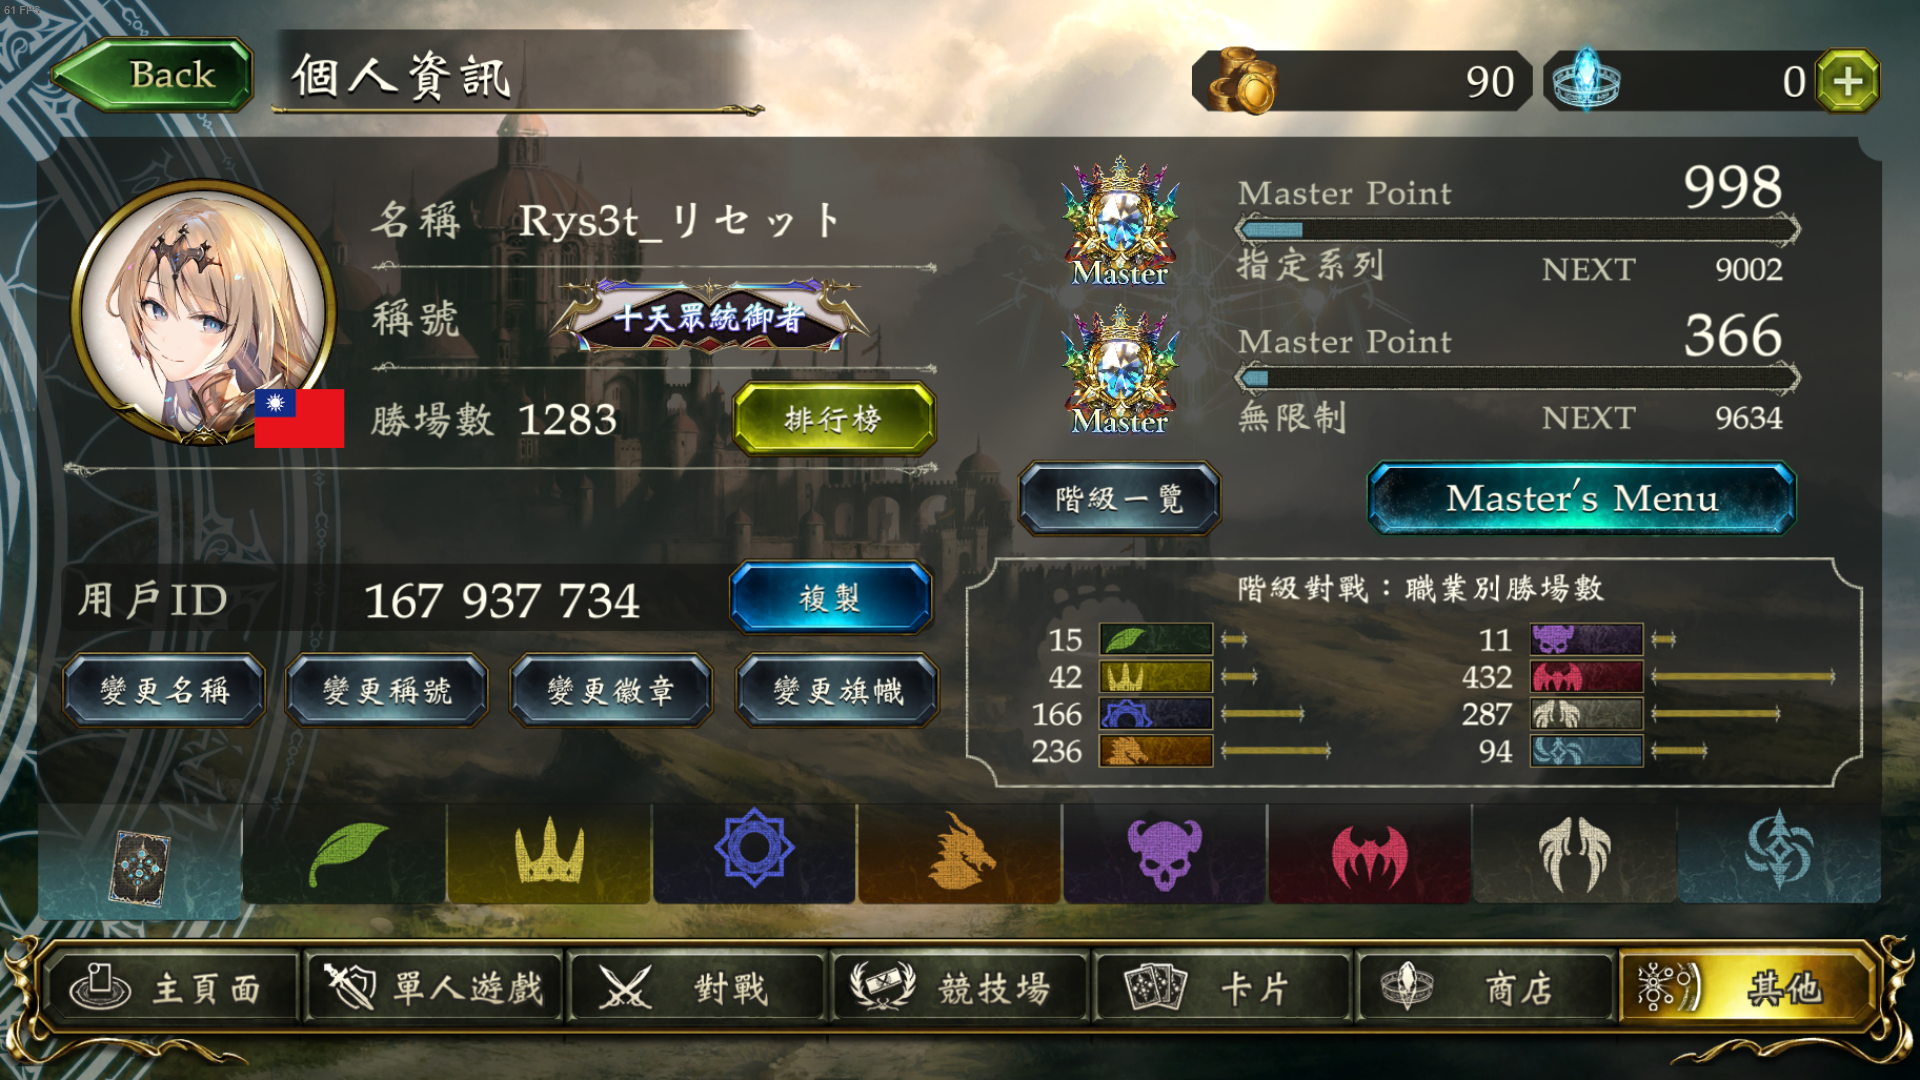 61 FPS
Back
個人資訊
90
0
名稱 Rys3t_リセット
稱號 十天眾統御者
勝場數 1283
排行榜
Master
Master Point 998
指定系列 NEXT 9002
Master
Master Point 366
無限制 NEXT 9634
階級一覽
Master's Menu
用戶ID 167 937 734
複製
變更名稱
變更稱號
變更徽章
變更旗幟
階級對戰：職業別勝場數
15
11
42
432
166
287
236
94
主頁面
單人遊戲
對戰
競技場
卡片
商店
其他